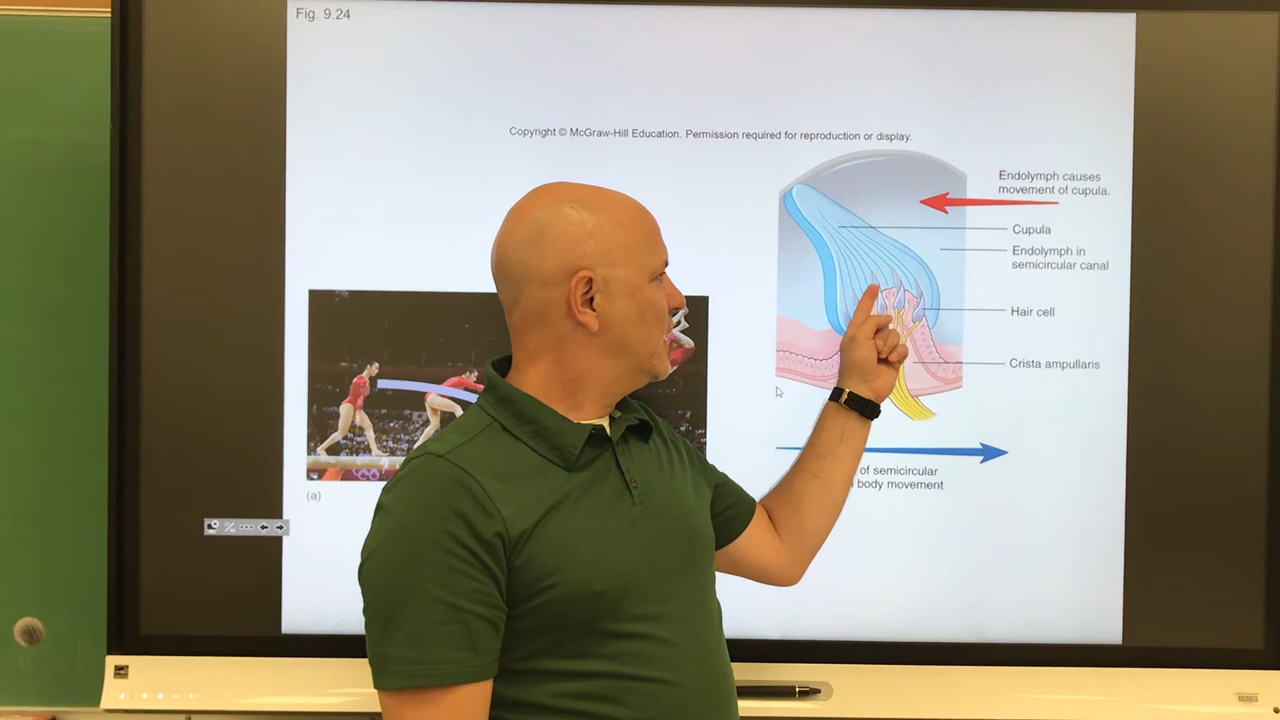 Fig. 9.24
Copyright © McGraw-Hill Education. Permission required for reproduction or display.
Endolymph causes
movement of cupula.
Cupula
Endolymph in
semicircular canal
Hair cell
Crista ampullaris
of semicircular
body movement
(a)